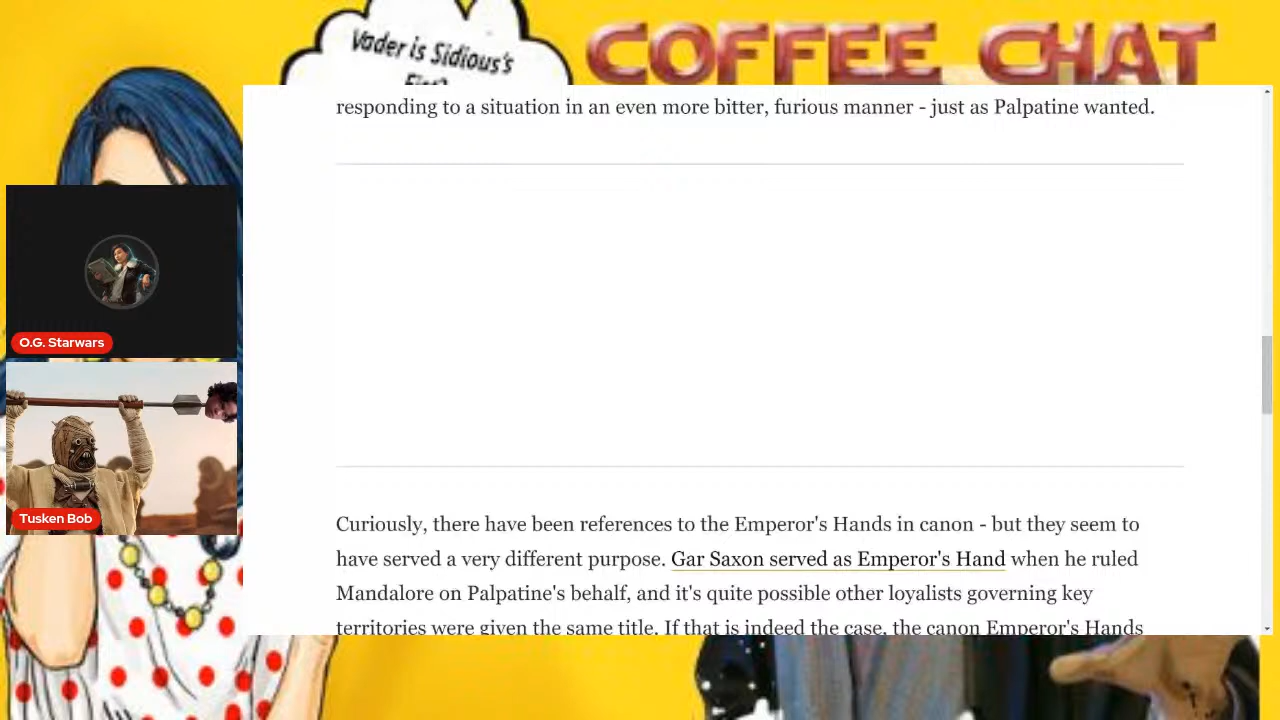 Vader is Sidious's
COFFEE CHAT
responding to a situation in an even more bitter, furious manner - just as Palpatine wanted.
O.G. Starwars
Tusken Bob
Curiously, there have been references to the Emperor's Hands in canon - but they seem to
have served a very different purpose. Gar Saxon served as Emperor's Hand when he ruled
Mandalore on Palpatine's behalf, and it's quite possible other loyalists governing key
territories were given the same title. If that is indeed the case, the canon Emperor's Hands